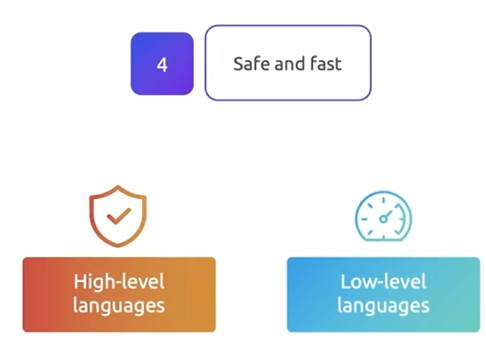 4
Safe and fast
High-level
languages
Low-level
languages